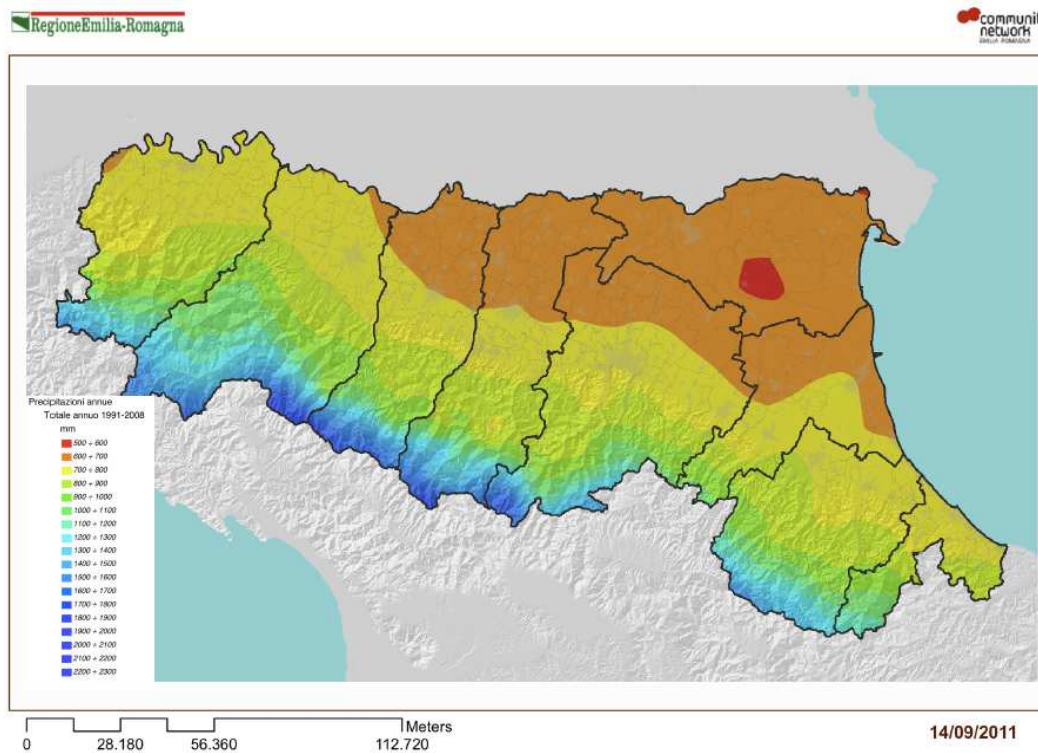 RegioneEmilia-Romagna
communit
network
EMILIA ROMAGNA
Precipitazioni annue
Totale annuo 1991-2008
mm
500 ÷ 600
600 ÷ 700
700 ÷ 800
800 ÷ 900
900 ÷ 1000
1000 ÷ 1100
1100 ÷ 1200
1200 ÷ 1300
1300 ÷ 1400
1400 ÷ 1500
1500 ÷ 1600
1600 ÷ 1700
1700 ÷ 1800
1800 ÷ 1900
1900 ÷ 2000
2000 ÷ 2100
2100 ÷ 2200
2200 ÷ 2300
Meters
0 28.180 56.360 112.720
14/09/2011